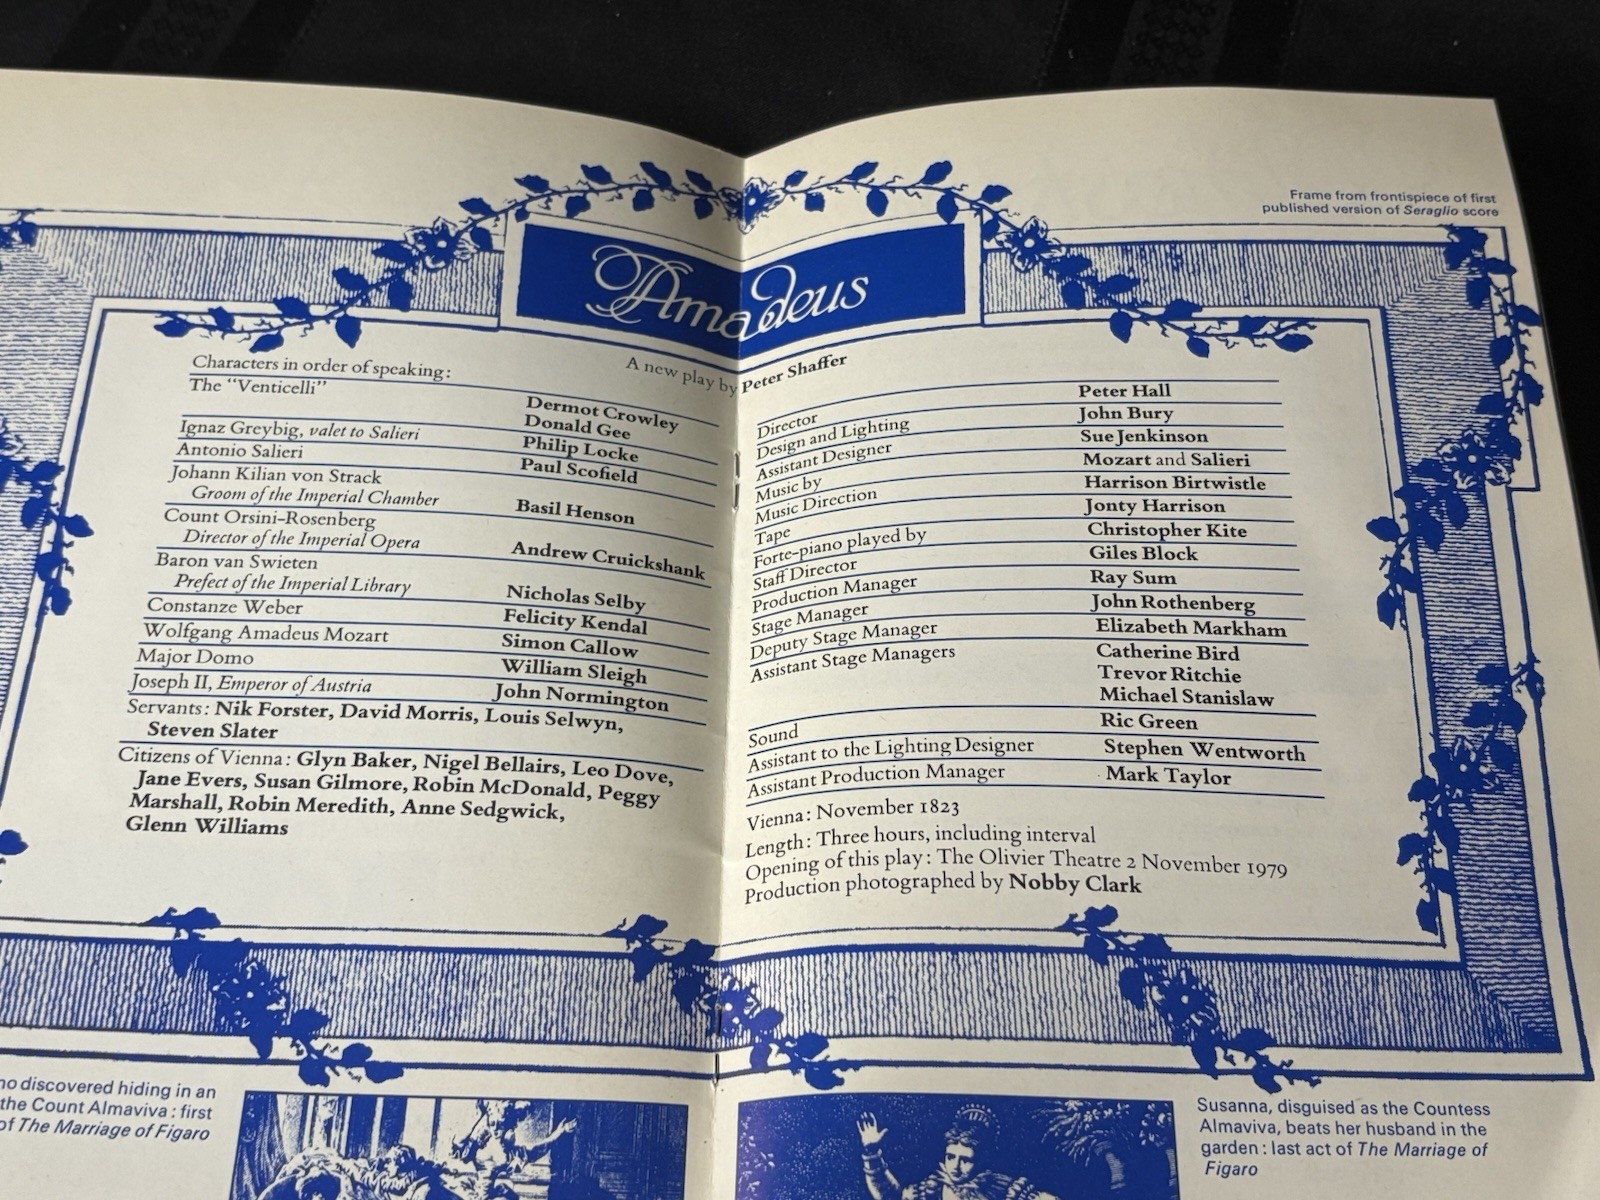 Frame from frontispiece of first
published version of Seraglio score
Amadeus
A new play by Peter Shaffer
Characters in order of speaking:
The "Venticelli"
Dermot Crowley
Donald Gee
Ignaz Greybig, valet to Salieri Philip Locke
Antonio Salieri Paul Scofield
Johann Kilian von Strack
Groom of the Imperial Chamber Basil Henson
Count Orsini-Rosenberg
Director of the Imperial Opera Andrew Cruickshank
Baron van Swieten
Prefect of the Imperial Library Nicholas Selby
Constanze Weber Felicity Kendal
Wolfgang Amadeus Mozart Simon Callow
Major Domo William Sleigh
Joseph II, Emperor of Austria John Normington
Servants: Nik Forster, David Morris, Louis Selwyn,
Steven Slater
Citizens of Vienna: Glyn Baker, Nigel Bellairs, Leo Dove,
Jane Evers, Susan Gilmore, Robin McDonald, Peggy
Marshall, Robin Meredith, Anne Sedgwick,
Glenn Williams
Director Peter Hall
Design and Lighting John Bury
Assistant Designer Sue Jenkinson
Music by Mozart and Salieri
Music Direction Harrison Birtwistle
Tape Jonty Harrison
Forte-piano played by Christopher Kite
Staff Director Giles Block
Production Manager Ray Sum
Stage Manager John Rothenberg
Deputy Stage Manager Elizabeth Markham
Assistant Stage Managers Catherine Bird
Trevor Ritchie
Michael Stanislaw
Sound Ric Green
Assistant to the Lighting Designer Stephen Wentworth
Assistant Production Manager Mark Taylor
Vienna: November 1823
Length: Three hours, including interval
Opening of this play: The Olivier Theatre 2 November 1979
Production photographed by Nobby Clark
discovered hiding in an
the Count Almaviva: first
of The Marriage of Figaro
Susanna, disguised as the Countess
Almaviva, beats her husband in the
garden: last act of The Marriage of
Figaro